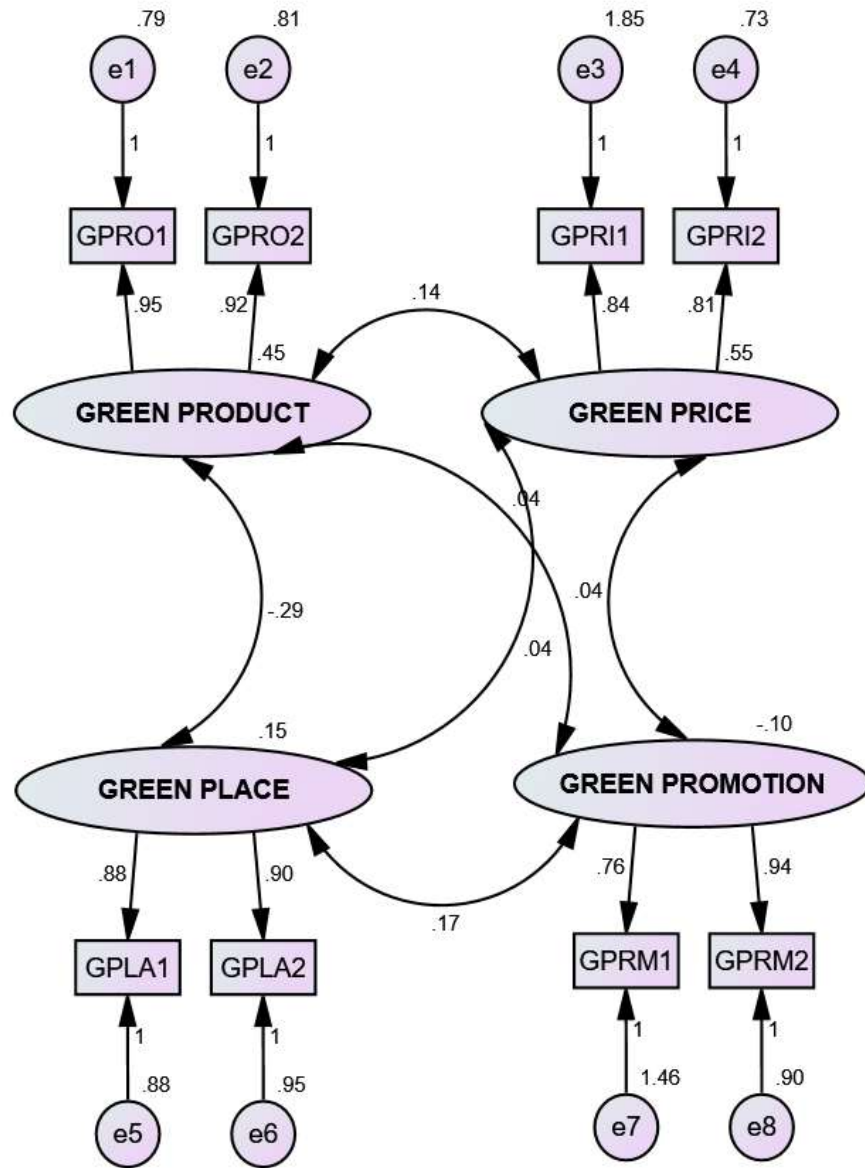 .79
.81
1.85
.73
e1
e2
e3
e4
1
1
1
1
GPRO1
GPRO2
GPRI1
GPRI2
.95
.92
.14
.84
.81
.45
.55
GREEN PRODUCT
GREEN PRICE
.04
.04
-.29
.04
.15
-.10
GREEN PLACE
GREEN PROMOTION
.88
.90
.76
.94
.17
GPLA1
GPLA2
GPRM1
GPRM2
1
1
1
1
.88
.95
1.46
.90
e5
e6
e7
e8